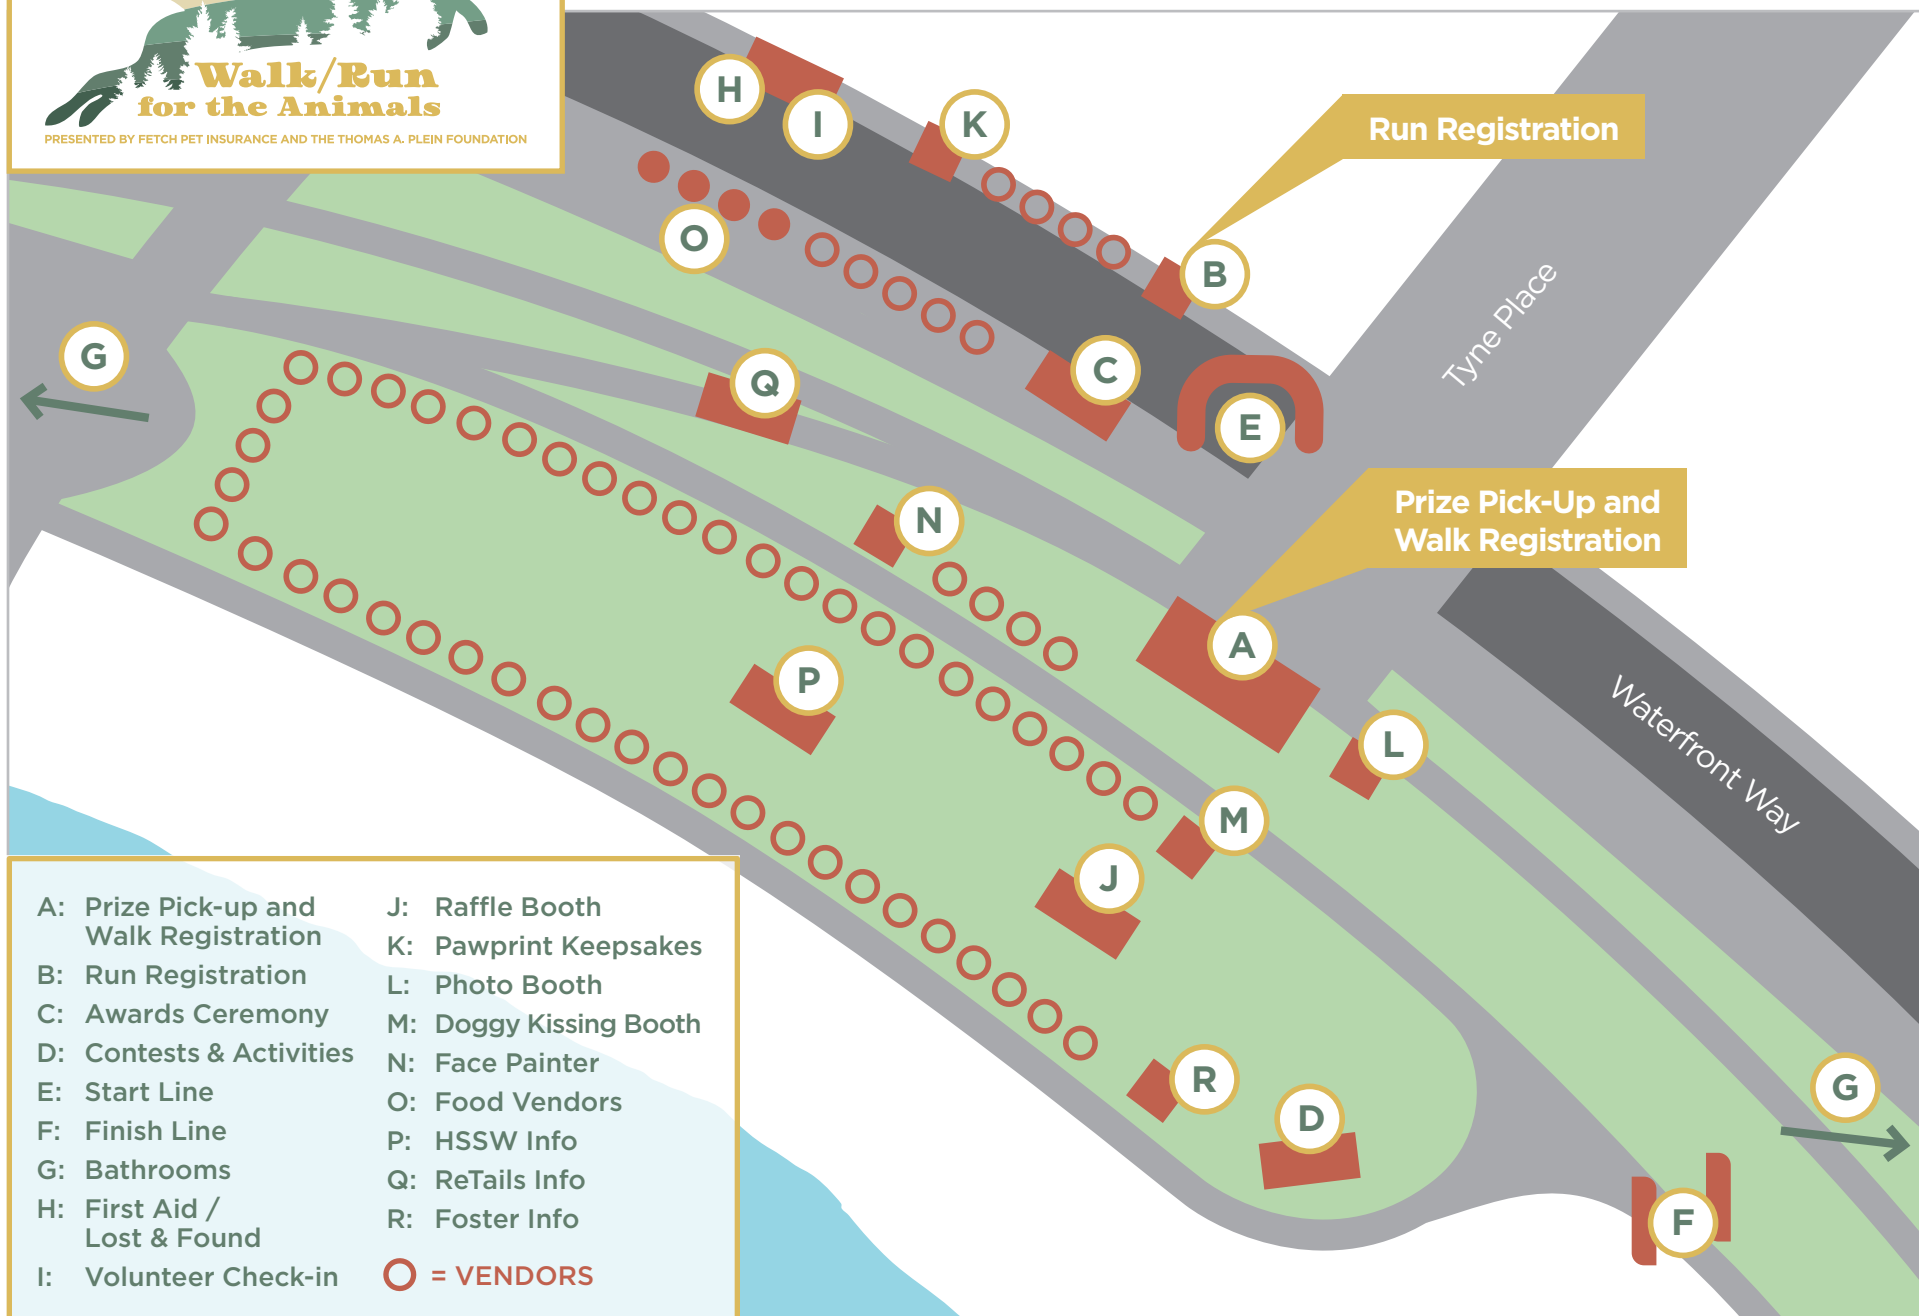 Walk/Run
for the Animals
PRESENTED BY FETCH PET INSURANCE AND THE THOMAS A. PLEIN FOUNDATION
H
I
K
Run Registration
O
B
Tyne Place
G
Q
C
E
Prize Pick-Up and
Walk Registration
N
A
P
L
Waterfront Way
M
J
R
D
G
F
A: Prize Pick-up and
Walk Registration
B: Run Registration
C: Awards Ceremony
D: Contests & Activities
E: Start Line
F: Finish Line
G: Bathrooms
H: First Aid /
Lost & Found
I: Volunteer Check-in
J: Raffle Booth
K: Pawprint Keepsakes
L: Photo Booth
M: Doggy Kissing Booth
N: Face Painter
O: Food Vendors
P: HSSW Info
Q: ReTails Info
R: Foster Info
= VENDORS